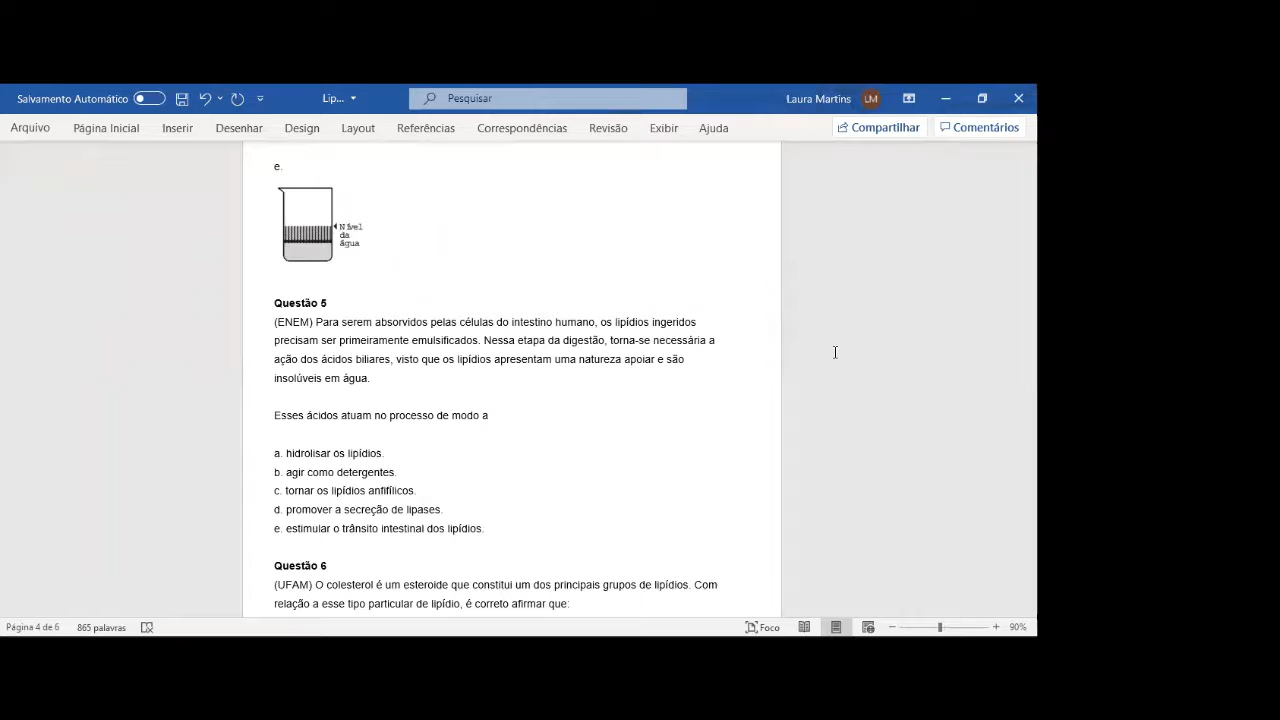 Salvamento Automático
Lip...
Pesquisar
Laura Martins
LM
Arquivo
Página Inicial
Inserir
Desenhar
Design
Layout
Referências
Correspondências
Revisão
Exibir
Ajuda
Compartilhar
Comentários
e.
Nível
da
água
Questão 5
(ENEM) Para serem absorvidos pelas células do intestino humano, os lipídios ingeridos
precisam ser primeiramente emulsificados. Nessa etapa da digestão, torna-se necessária a
ação dos ácidos biliares, visto que os lipídios apresentam uma natureza apoiar e são
insolúveis em água.
Esses ácidos atuam no processo de modo a
a. hidrolisar os lipídios.
b. agir como detergentes.
c. tornar os lipídios anfifílicos.
d. promover a secreção de lipases.
e. estimular o trânsito intestinal dos lipídios.
Questão 6
(UFAM) O colesterol é um esteroide que constitui um dos principais grupos de lipídios. Com
relação a esse tipo particular de lipídio, é correto afirmar que:
Página 4 de 6
865 palavras
Foco
90%